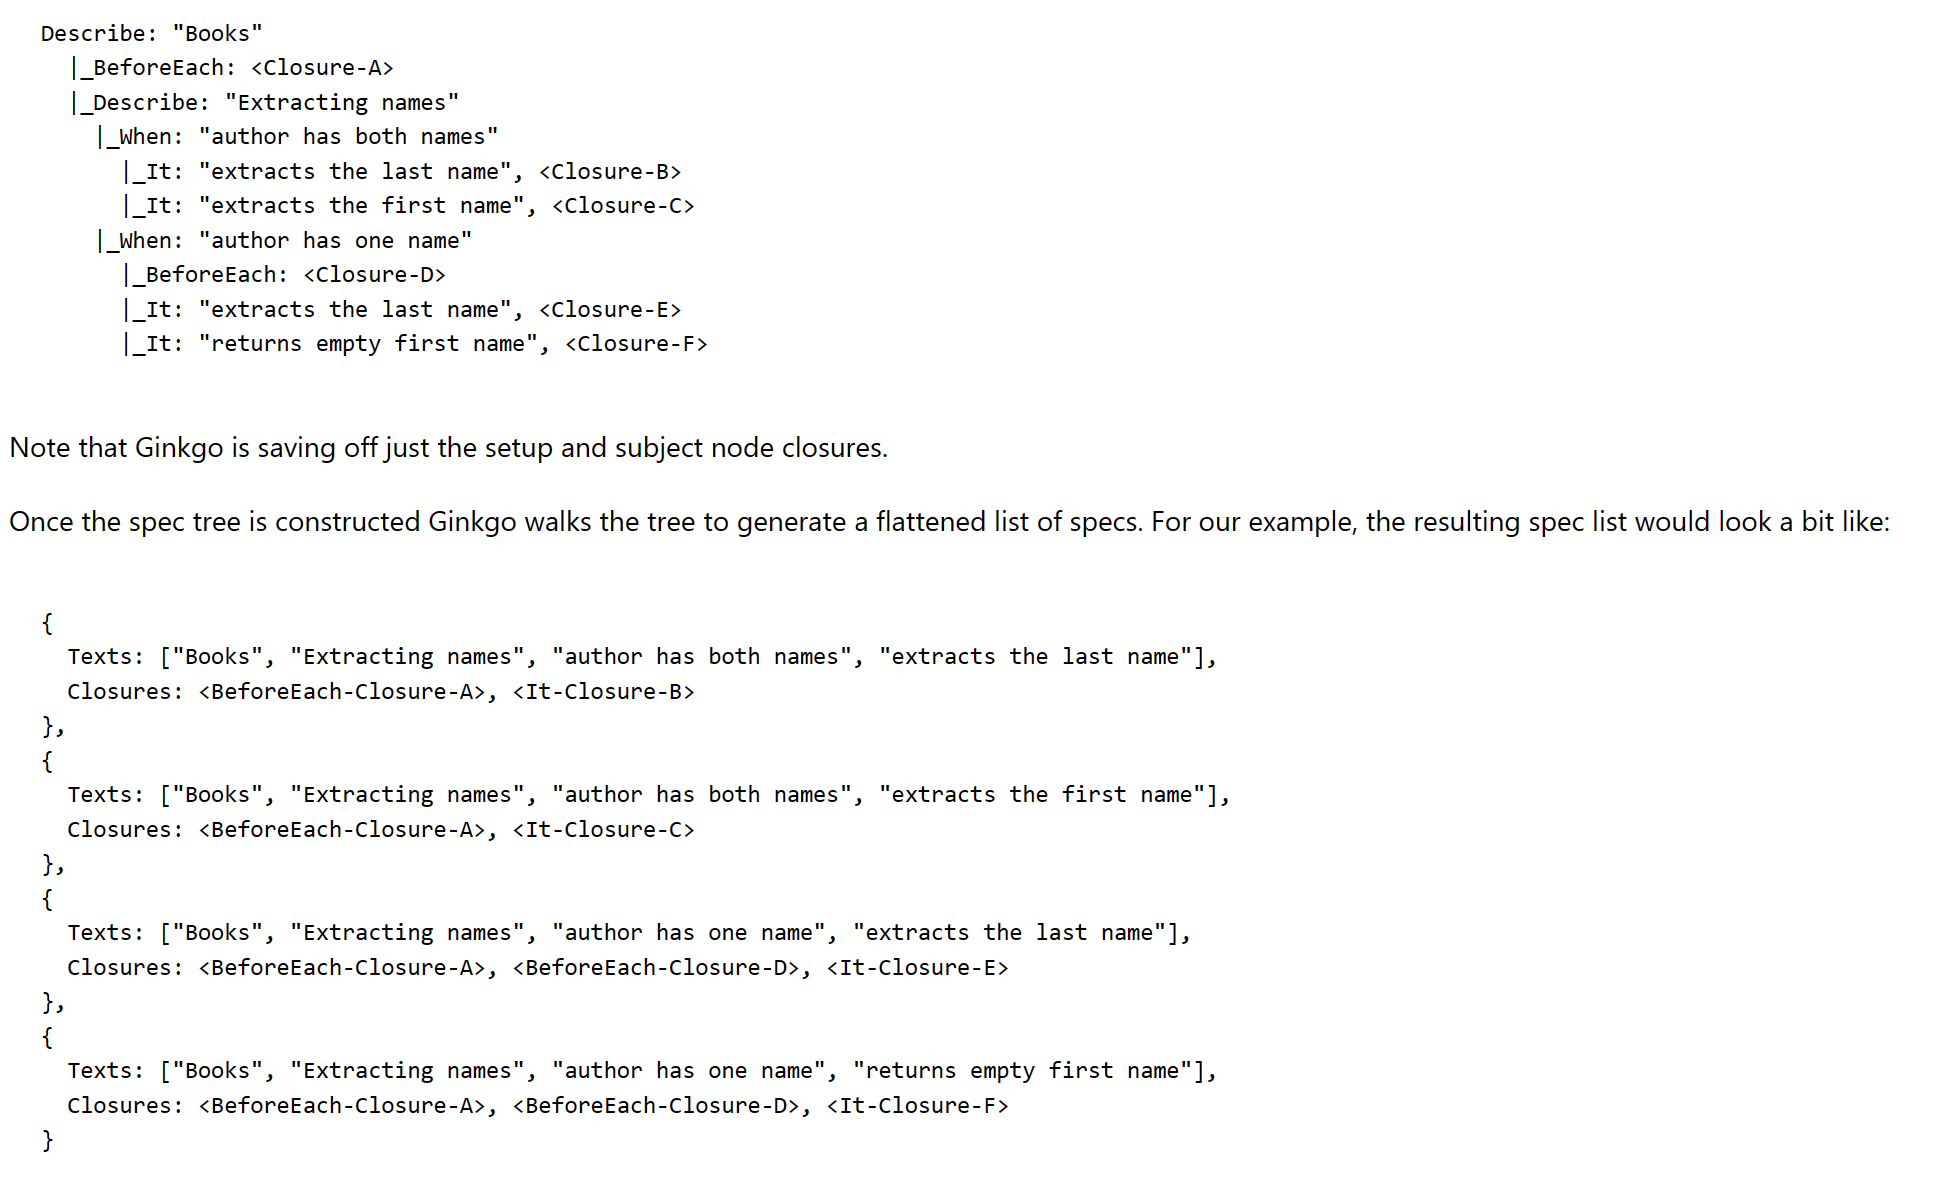 Describe: "Books"
  |_BeforeEach: <Closure-A>
  |_Describe: "Extracting names"
    |_When: "author has both names"
      |_It: "extracts the last name", <Closure-B>
      |_It: "extracts the first name", <Closure-C>
    |_When: "author has one name"
      |_BeforeEach: <Closure-D>
      |_It: "extracts the last name", <Closure-E>
      |_It: "returns empty first name", <Closure-F>
Note that Ginkgo is saving off just the setup and subject node closures.
Once the spec tree is constructed Ginkgo walks the tree to generate a flattened list of specs. For our example, the resulting spec list would look a bit like:
{
  Texts: ["Books", "Extracting names", "author has both names", "extracts the last name"],
  Closures: <BeforeEach-Closure-A>, <It-Closure-B>
},
{
  Texts: ["Books", "Extracting names", "author has both names", "extracts the first name"],
  Closures: <BeforeEach-Closure-A>, <It-Closure-C>
},
{
  Texts: ["Books", "Extracting names", "author has one name", "extracts the last name"],
  Closures: <BeforeEach-Closure-A>, <BeforeEach-Closure-D>, <It-Closure-E>
},
{
  Texts: ["Books", "Extracting names", "author has one name", "returns empty first name"],
  Closures: <BeforeEach-Closure-A>, <BeforeEach-Closure-D>, <It-Closure-F>
}